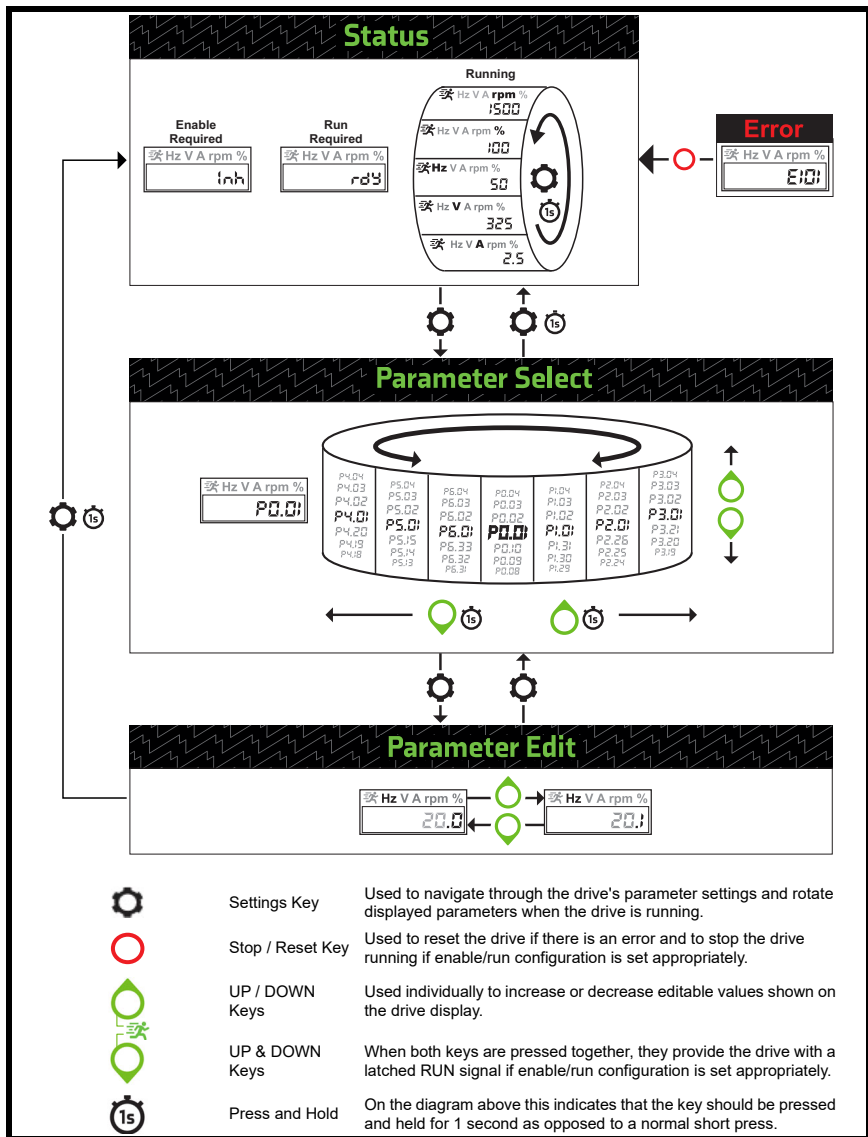 Status
Running
Hz V A rpm %
1500
Enable
Required
Hz V A rpm %
Inh
Run
Required
Hz V A rpm %
rdY
Hz V A rpm %
100
Hz V A rpm %
50
Hz V A rpm %
325
Hz V A rpm %
2.5
1s
Error
Hz V A rpm %
E101
1s
1s
Parameter Select
Hz V A rpm %
P0.01
P4.04
P4.03
P4.02
P4.01
P4.20
P4.19
P4.18
P5.04
P5.03
P5.02
P5.01
P5.15
P5.14
P5.13
P6.04
P6.03
P6.02
P6.01
P6.33
P6.32
P6.31
P0.04
P0.03
P0.02
P0.01
P0.10
P0.09
P0.08
P1.04
P1.03
P1.02
P1.01
P1.31
P1.30
P1.29
P2.04
P2.03
P2.02
P2.01
P2.26
P2.25
P2.24
P3.04
P3.03
P3.02
P3.01
P3.21
P3.20
P3.19
1s
1s
Parameter Edit
Hz V A rpm %
20.0
Hz V A rpm %
20.1
Settings Key
Used to navigate through the drive's parameter settings and rotate
displayed parameters when the drive is running.
Stop / Reset Key
Used to reset the drive if there is an error and to stop the drive
running if enable/run configuration is set appropriately.
UP / DOWN
Keys
Used individually to increase or decrease editable values shown on
the drive display.
UP & DOWN
Keys
When both keys are pressed together, they provide the drive with a
latched RUN signal if enable/run configuration is set appropriately.
1s
Press and Hold
On the diagram above this indicates that the key should be pressed
and held for 1 second as opposed to a normal short press.